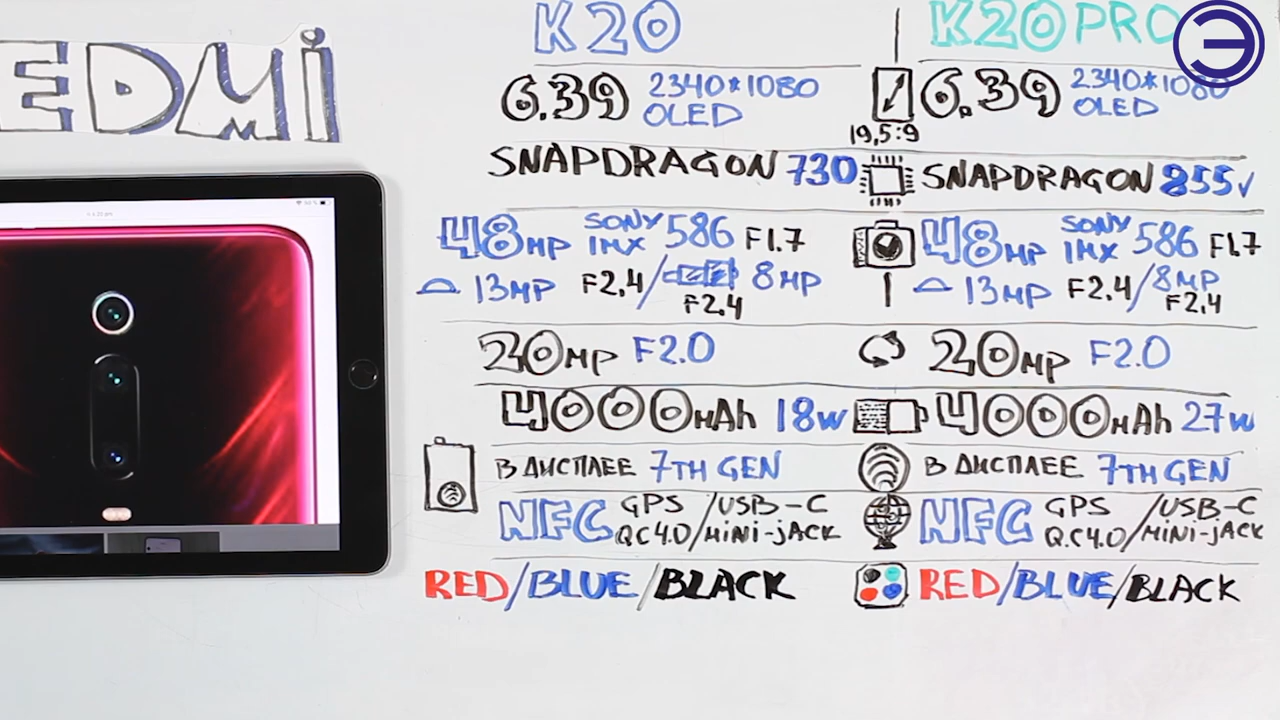 EDMI
K20
K20 PRO
6.39 2340*1080 OLED
19,5:9
6.39 2340*1080 OLED
SNAPDRAGON 730
SNAPDRAGON 855
48MP SONY IMX 586 F1.7
13MP F2.4/8MP F2.4
48MP SONY IMX 586 F1.7
13MP F2.4/8MP F2.4
20MP F2.0
20MP F2.0
4000мAh 18W
4000мAh 27W
В ДИСПЛЕЕ 7TH GEN
В ДИСПЛЕЕ 7TH GEN
NFC GPS/USB-C
QC4.0/MINI-JACK
NFC GPS/USB-C
Q.C4.0/MINI-JACK
RED/BLUE/BLACK
RED/BLUE/BLACK
Э